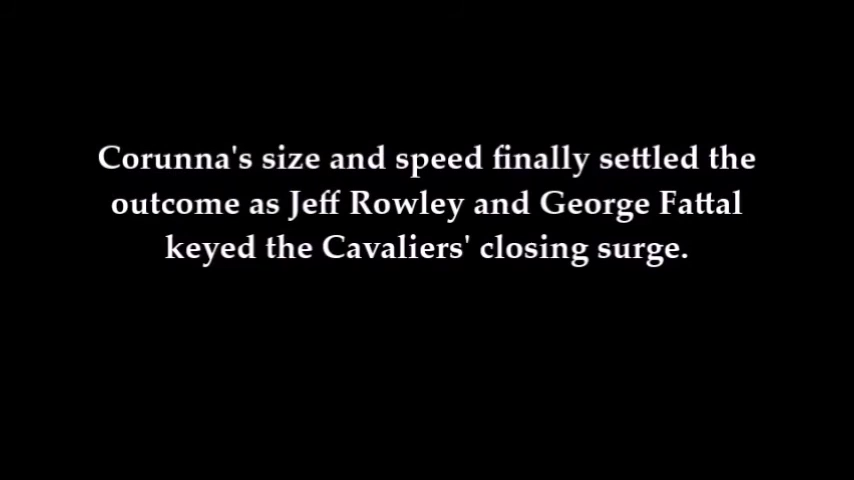 Corunna's size and speed finally settled the
outcome as Jeff Rowley and George Fattal
keyed the Cavaliers' closing surge.